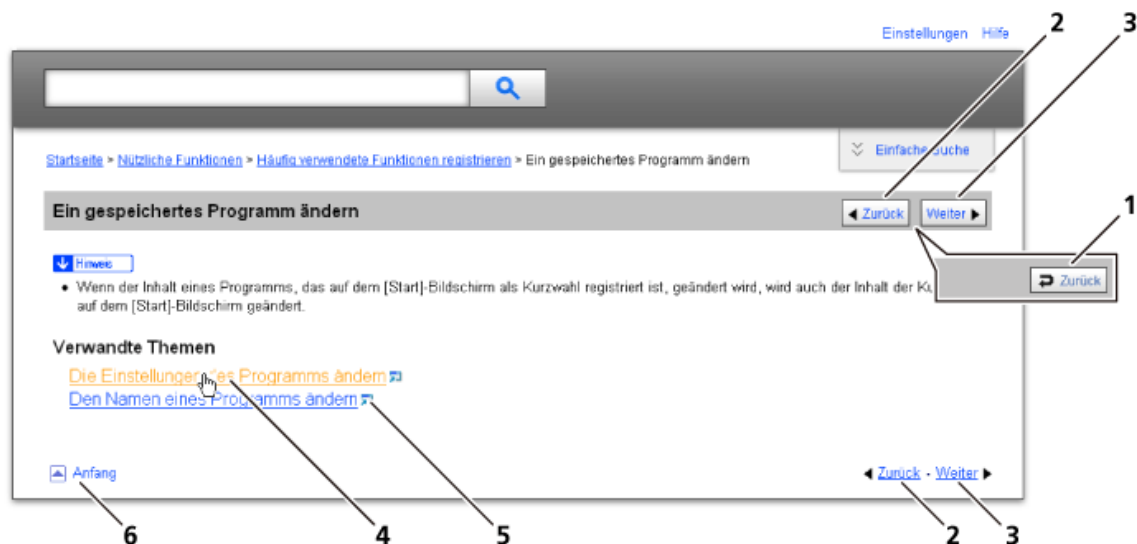 2 3
Einstellungen Hilfe
Startseite > Nützliche Funktionen > Häufig verwendete Funktionen registrieren > Ein gespeichertes Programm ändern
Einfache Suche
Ein gespeichertes Programm ändern
Zurück Weiter
1
Zurück
Hinweis
• Wenn der Inhalt eines Programms, das auf dem [Start]-Bildschirm als Kurzwahl registriert ist, geändert wird, wird auch der Inhalt der
auf dem [Start]-Bildschirm geändert.
Verwandte Themen
Die Einstellungen des Programms ändern
Den Namen eines Programms ändern
Anfang
Zurück - Weiter
6 4 5 2 3